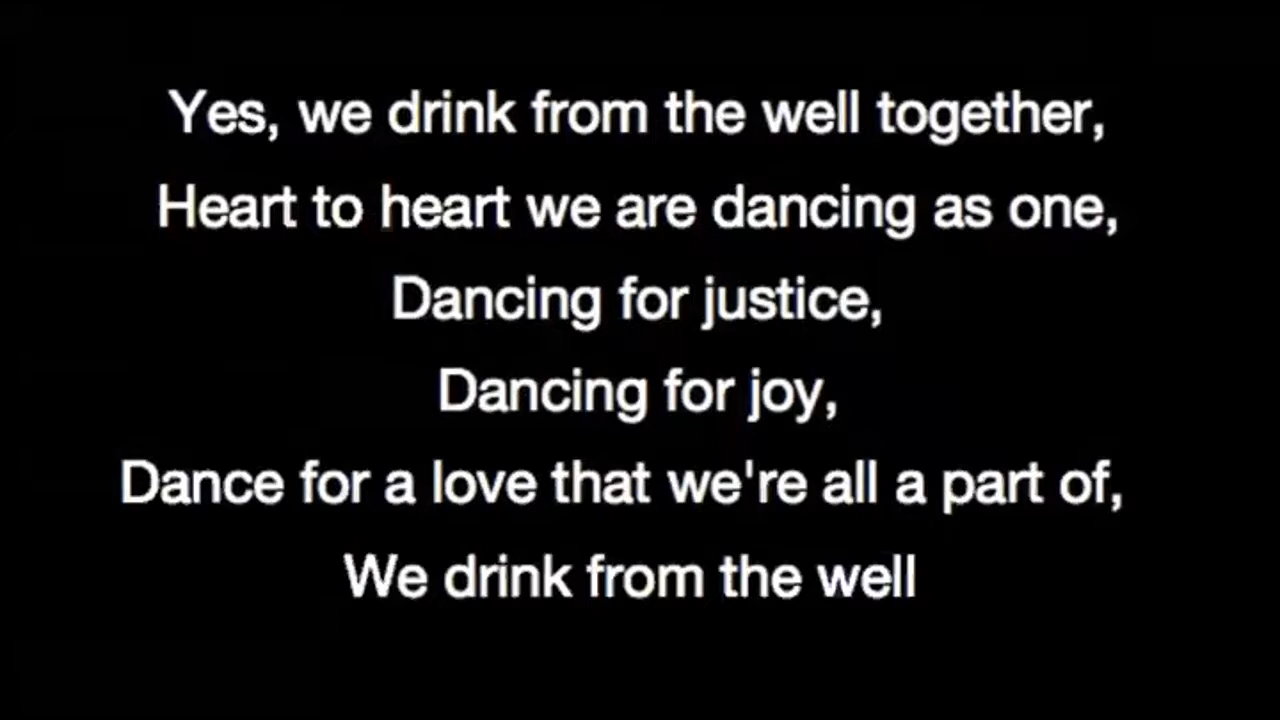 Yes, we drink from the well together,
Heart to heart we are dancing as one,
Dancing for justice,
Dancing for joy,
Dance for a love that we're all a part of,
We drink from the well